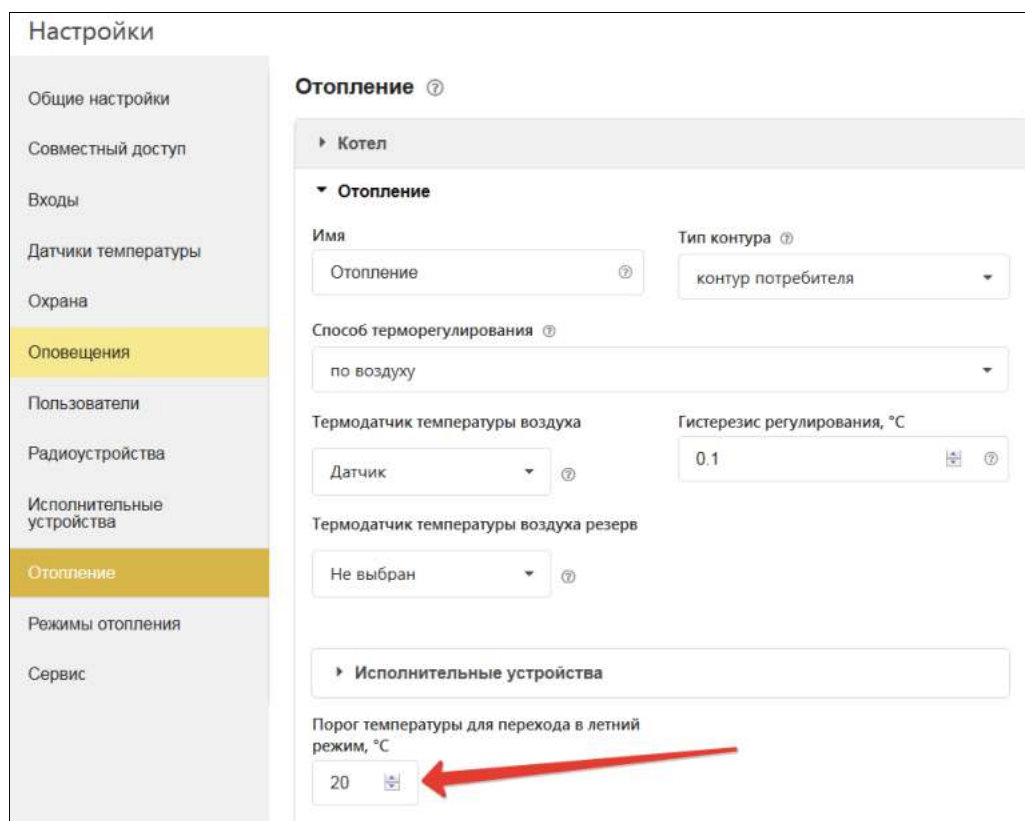 Настройки
Общие настройки
Совместный доступ
Входы
Датчики температуры
Охрана
Оповещения
Пользователи
Радиоустройства
Исполнительные
устройства
Отопление
Режимы отопления
Сервис
Отопление ?
Котел
Отопление
Имя
Отопление ?
Тип контура ?
контур потребителя
Способ терморегулирования ?
по воздуху
Термодатчик температуры воздуха
Датчик ?
Гистерезис регулирования, °C
0.1 ?
Термодатчик температуры воздуха резерв
Не выбран ?
Исполнительные устройства
Порог температуры для перехода в летний
режим, °C
20